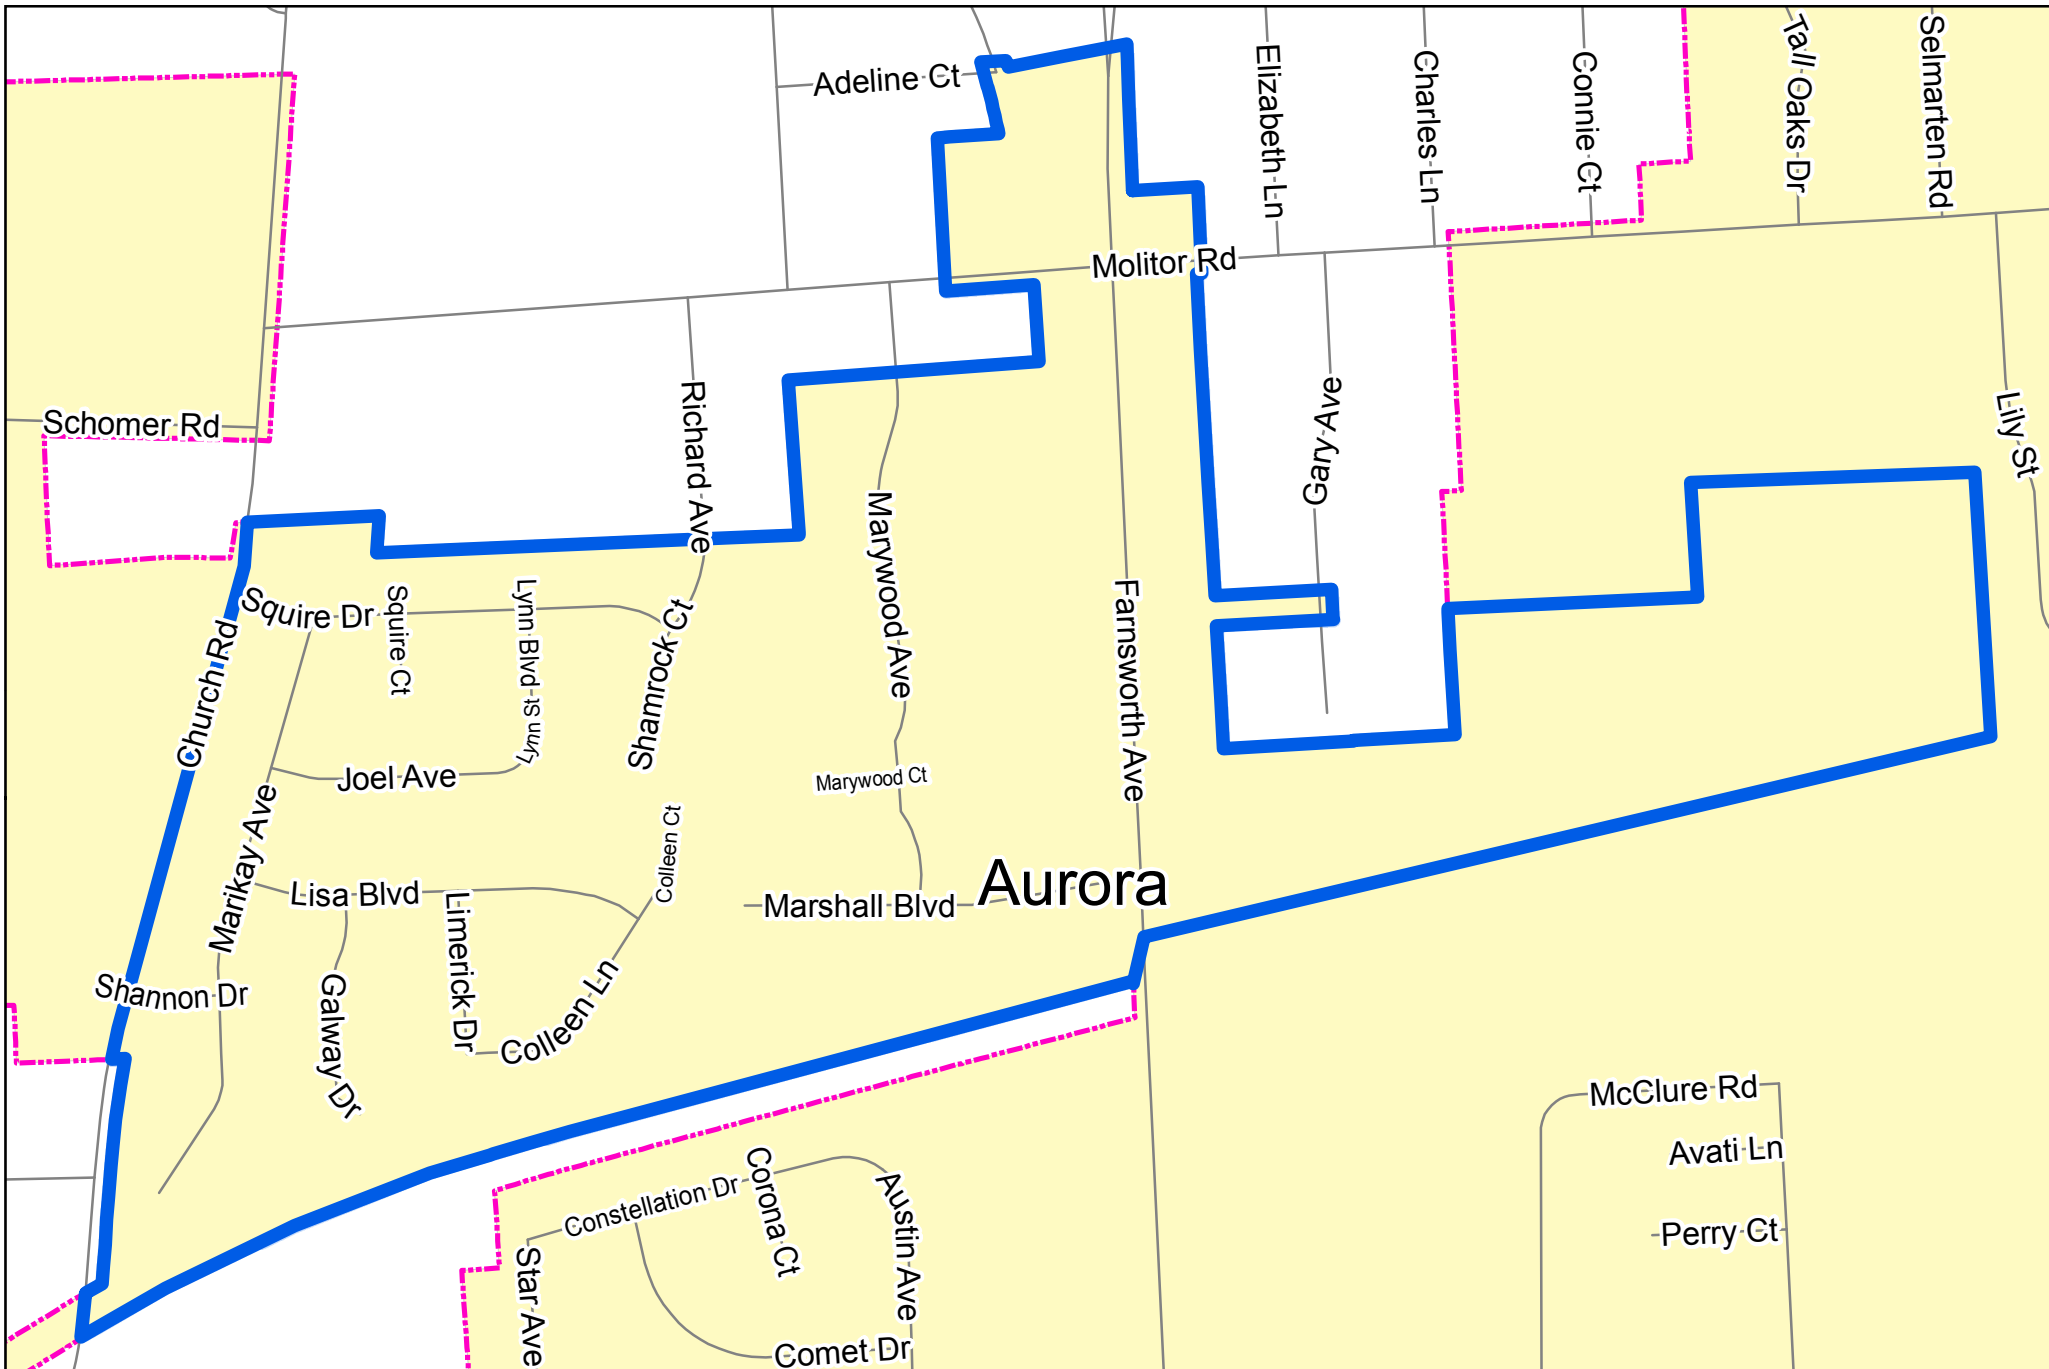 Adeline Ct
Elizabeth Ln
Charles Ln
Connie Ct
Tall Oaks Dr
Selmarten Rd
Molitor Rd
Schomer Rd
Richard Ave
Gary Ave
Lily St
Marywood Ave
Squire Dr
Squire Ct
Lynn Blvd
Lynn St
Shamrock Ct
Farnsworth Ave
Church Rd
Joel Ave
Marywood Ct
Marikay Ave
Colleen Ct
Lisa Blvd
Limerick Dr
Marshall Blvd
Aurora
Shannon Dr
Galway Dr
Colleen Ln
McClure Rd
Avati Ln
Perry Ct
Constellation Dr
Corona Ct
Austin Ave
Star Ave
Comet Dr